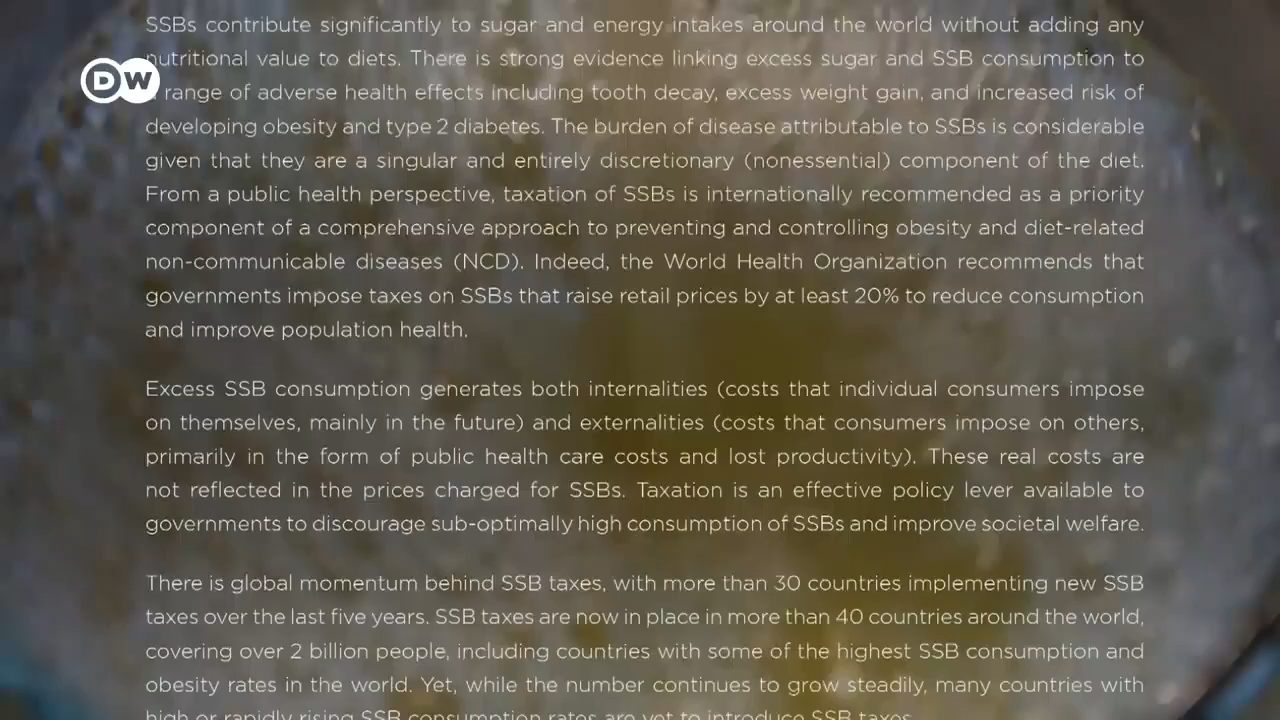 SSBs contribute significantly to sugar and energy intakes around the world without adding any
nutritional value to diets. There is strong evidence linking excess sugar and SSB consumption to
DW
a range of adverse health effects including tooth decay, excess weight gain, and increased risk of
developing obesity and type 2 diabetes. The burden of disease attributable to SSBs is considerable
given that they are a singular and entirely discretionary (nonessential) component of the diet.
From a public health perspective, taxation of SSBs is internationally recommended as a priority
component of a comprehensive approach to preventing and controlling obesity and diet-related
non-communicable diseases (NCD). Indeed, the World Health Organization recommends that
governments impose taxes on SSBs that raise retail prices by at least 20% to reduce consumption
and improve population health.
Excess SSB consumption generates both internalities (costs that individual consumers impose
on themselves, mainly in the future) and externalities (costs that consumers impose on others,
primarily in the form of public health care costs and lost productivity). These real costs are
not reflected in the prices charged for SSBs. Taxation is an effective policy lever available to
governments to discourage sub-optimally high consumption of SSBs and improve societal welfare.
There is global momentum behind SSB taxes, with more than 30 countries implementing new SSB
taxes over the last five years. SSB taxes are now in place in more than 40 countries around the world,
covering over 2 billion people, including countries with some of the highest SSB consumption and
obesity rates in the world. Yet, while the number continues to grow steadily, many countries with
high or rapidly rising SSB consumption rates are yet to introduce SSB taxes.